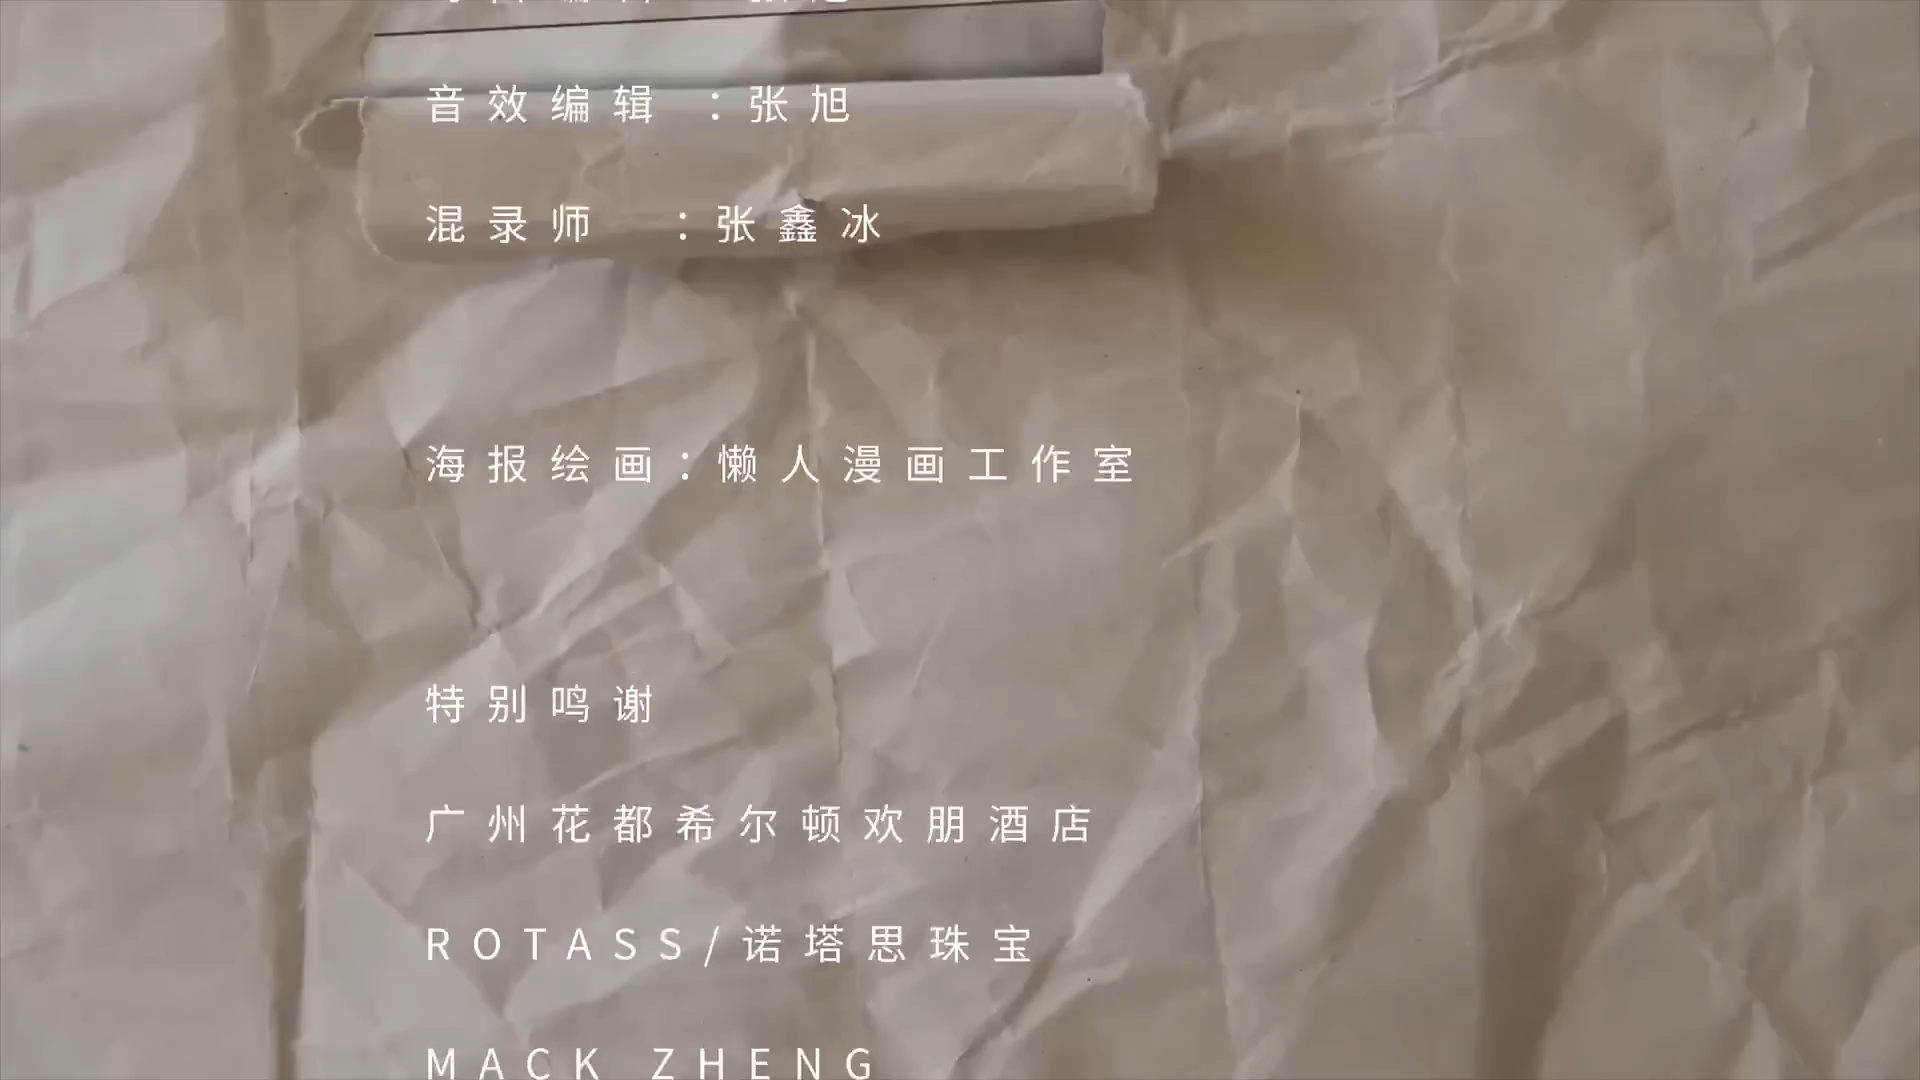 音效编辑 ：张旭
混录师 ：张鑫冰
海报绘画：懒人漫画工作室
特别鸣谢
广州花都希尔顿欢朋酒店
ROTASS/诺塔思珠宝
MACK ZHENG